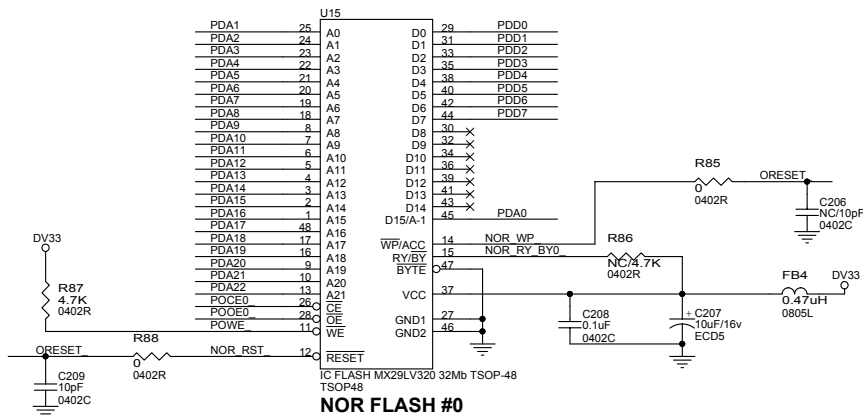 U15
PDA1 25 A0 D0 29 PDD0
PDA2 24 A1 D1 31 PDD1
PDA3 23 A2 D2 33 PDD2
PDA4 22 A3 D3 35 PDD3
PDA5 21 A4 D4 38 PDD4
PDA6 20 A5 D5 40 PDD5
PDA7 19 A6 D6 42 PDD6
PDA8 18 A7 D7 44 PDD7
PDA9 8 A8 D8 30
PDA10 7 A9 D9 32
PDA11 6 A10 D10 34
PDA12 5 A11 D11 36
PDA13 4 A12 D12 39
PDA14 3 A13 D13 41
PDA15 2 A14 D14 43
PDA16 1 A15 D15/A-1 45 PDA0
PDA17 48 A16
PDA18 17 A17 WP/ACC 14 NOR_WP_
PDA19 16 A18 RY/BY 15 NOR_RY_BY0_
PDA20 9 A19 BYTE 47
PDA21 10 A20
PDA22 13 A21 VCC 37
POCE0_ 26 CE
POOE0_ 28 OE GND1 27
POWE_ 11 WE GND2 46
ORESET_ NOR_RST_ 12 RESET
R85
0
0402R
ORESET_
C206
NC/10pF
0402C
R86
NC/4.7K
0402R
FB4
0.47uH
0805L
DV33
C208
0.1uF
0402C
+
C207
10uF/16v
ECD5
DV33
R87
4.7K
0402R
R88
0
0402R
C209
10pF
0402C
IC FLASH MX29LV320 32Mb TSOP-48
TSOP48
NOR FLASH #0